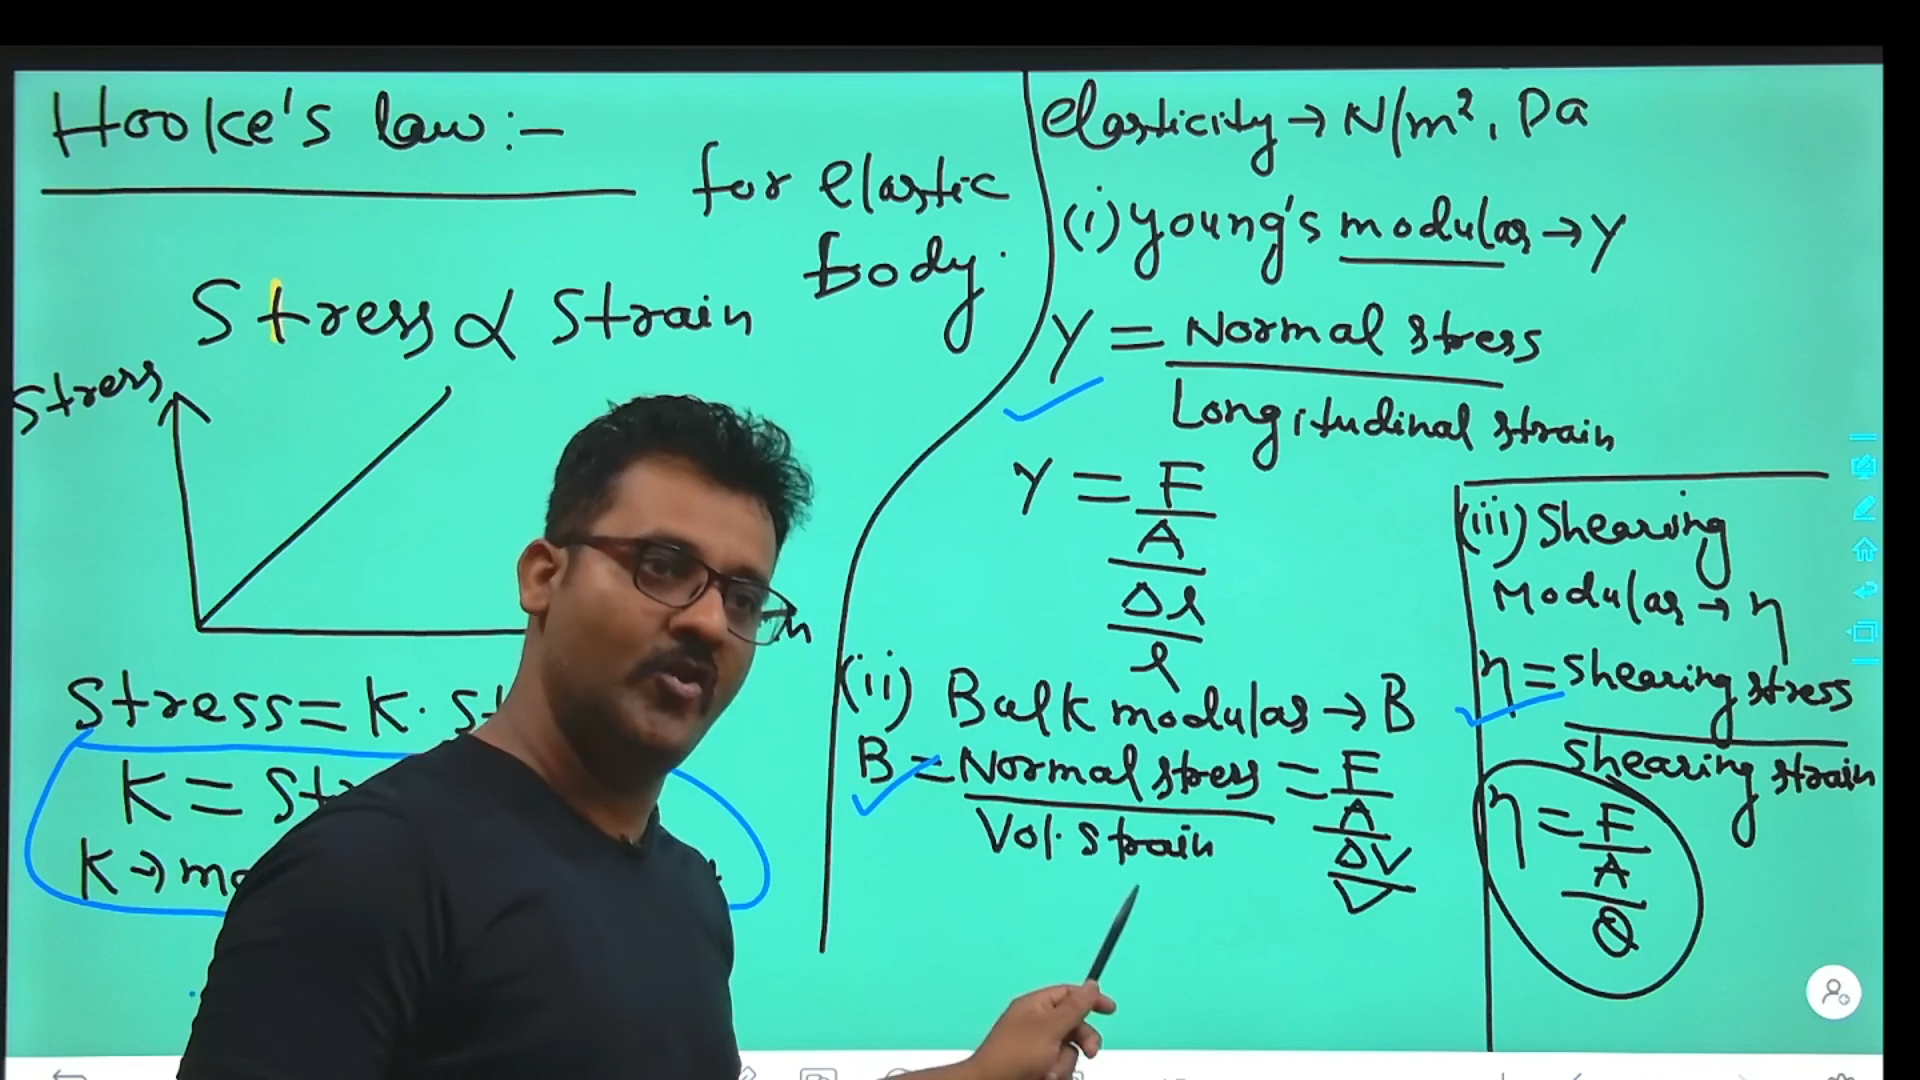 Hooke's law:-
for elastic
body.
Stress ∝ Strain
Stress
Stress = K.
K =
K →
elasticity → N/m², Pa
(i) Young's modulas → Y
Y = Normal stress
Longitudinal strain
Y = F
A
Δl
l
(ii) Bulk modulas → B
B = Normal stress = F
A
Vol. strain
ΔV
V
(iii) Shearing
Modulas → η
η = shearing stress
shearing strain
η = F
A
θ